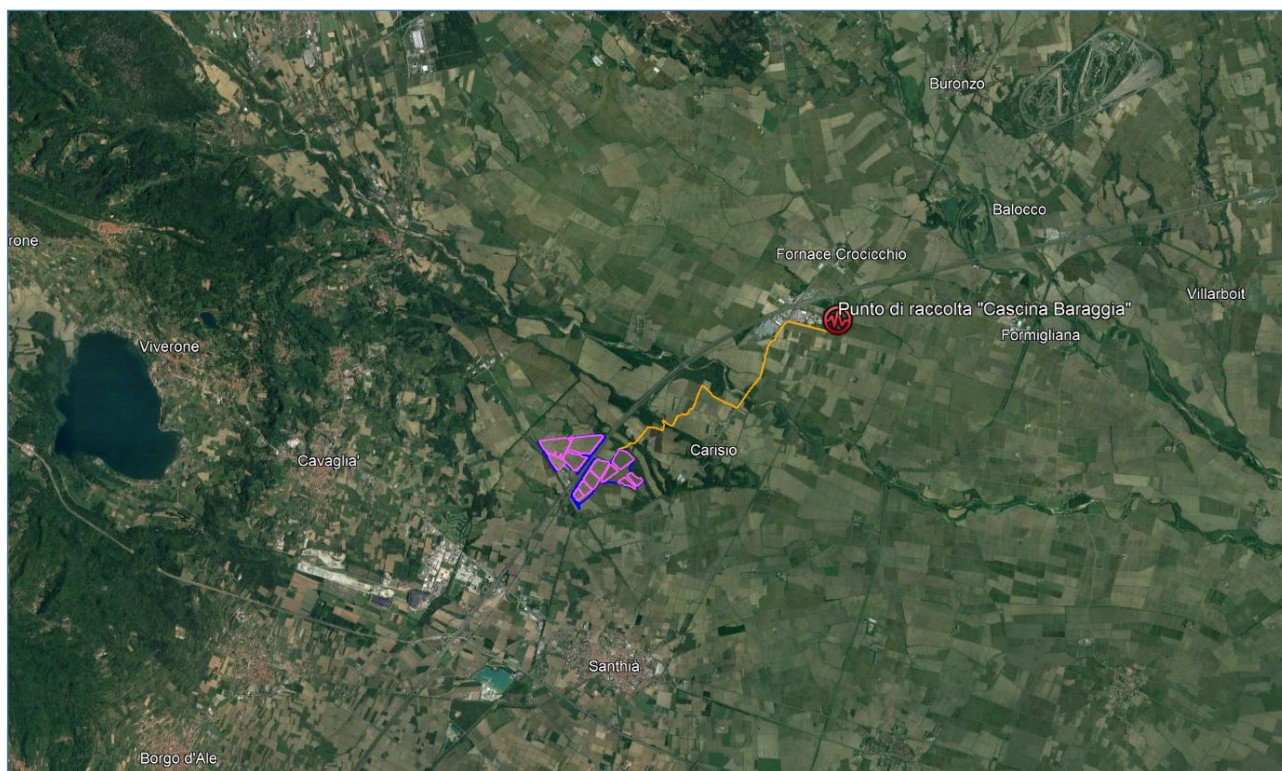 Buronzo
Balocco
rone
Fornace Crocicchio
Villarboit
Punto di raccolta "Cascina Baraggia"
Formigliana
Viverone
Carisio
Cavaglia'
Santhià
Borgo d'Ale